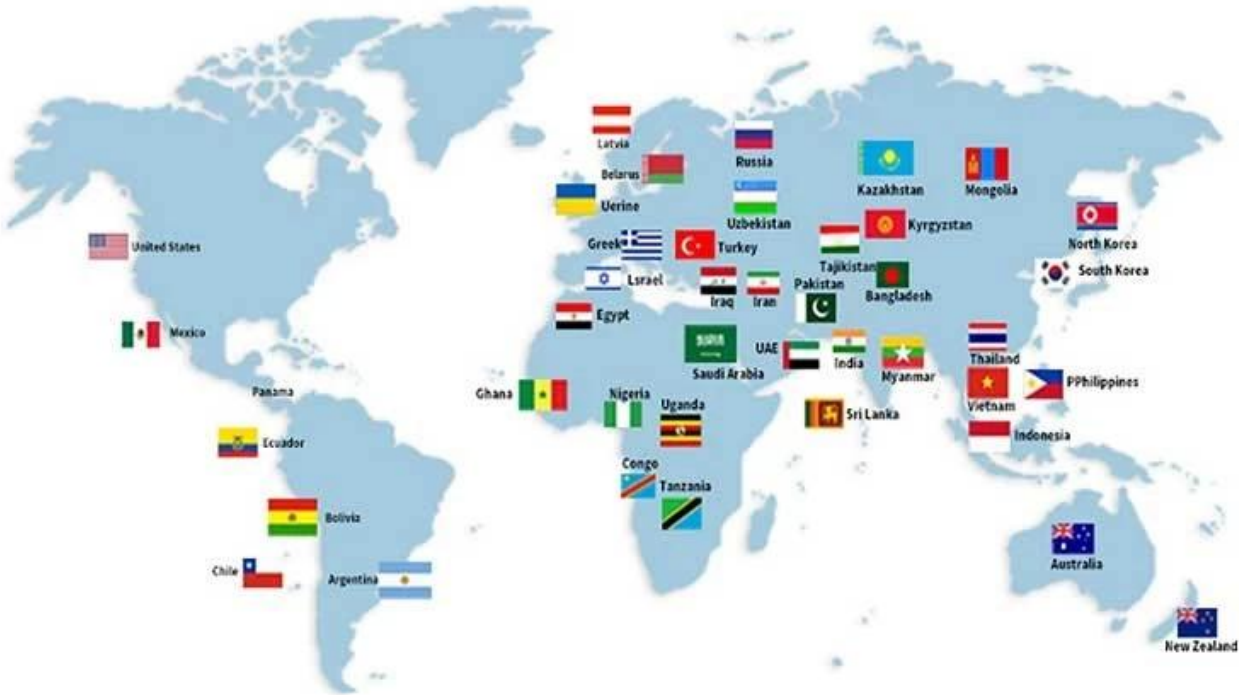 Latvia
Russia
Belarus
Kazakhstan
Mongolia
Uerine
Uzbekistan
Kyrgyzstan
United States
Greek
Turkey
North Korea
Tajikistan
South Korea
Lsrael
Pakistan
Iraq
Iran
Bangladesh
Egypt
Mexico
UAE
India
Thailand
Saudi Arabia
Myanmar
PPhilippines
Panama
Ghana
Nigeria
Uganda
Vietnam
Sri Lanka
Indonesia
Ecuador
Congo
Tanzania
Bolivia
Australia
Chile
Argentina
New Zealand